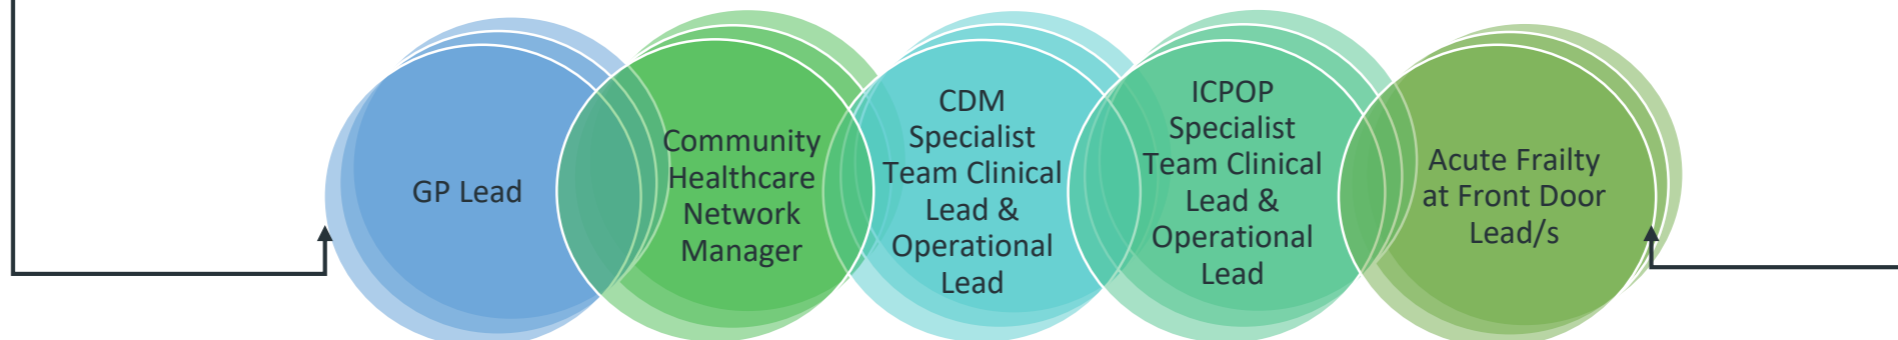 GP Lead
Community
Healthcare
Network
Manager
CDM
Specialist
Team Clinical
Lead &
Operational
Lead
ICPOP
Specialist
Team Clinical
Lead &
Operational
Lead
Acute Frailty
at Front Door
Lead/s